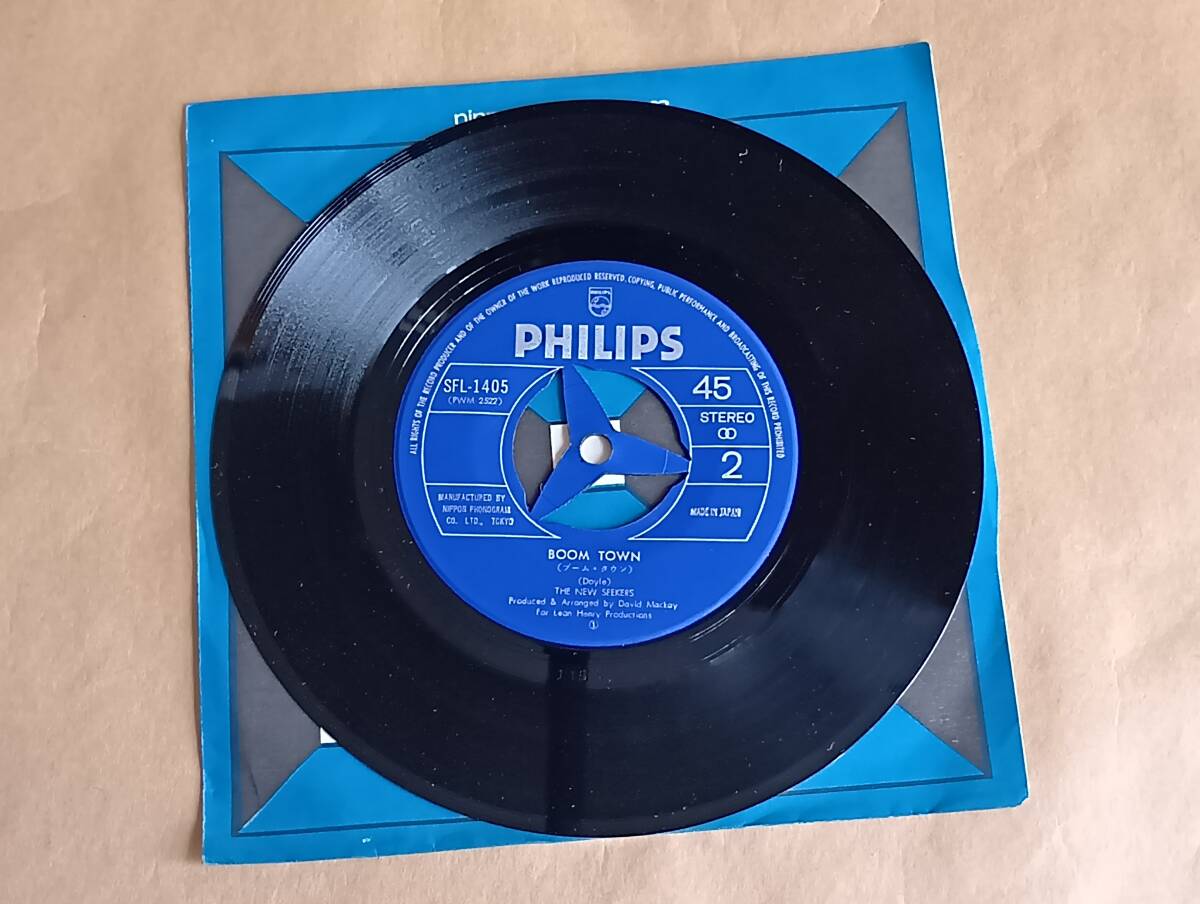 ALL RIGHTS OF THE RECORD PRODUCER AND OF THE OWNER OF THE WORK REPRODUCED RESERVED. COPYING, PUBLIC PERFORMANCE AND BROADCASTING OF THIS RECORD PROHIBITED
PHILIPS
PHILIPS
SFL-1405
(PWM 2522)
45
STEREO
2
MANUFACTURED BY
NIPPON PHONOGRAM
CO. LTD., TOKYO
MADE IN JAPAN
BOOM TOWN
(ブーム・タウン)
(Doyle)
THE NEW SEEKERS
Produced & Arranged by David Mackay
For Leon Henry Productions
①